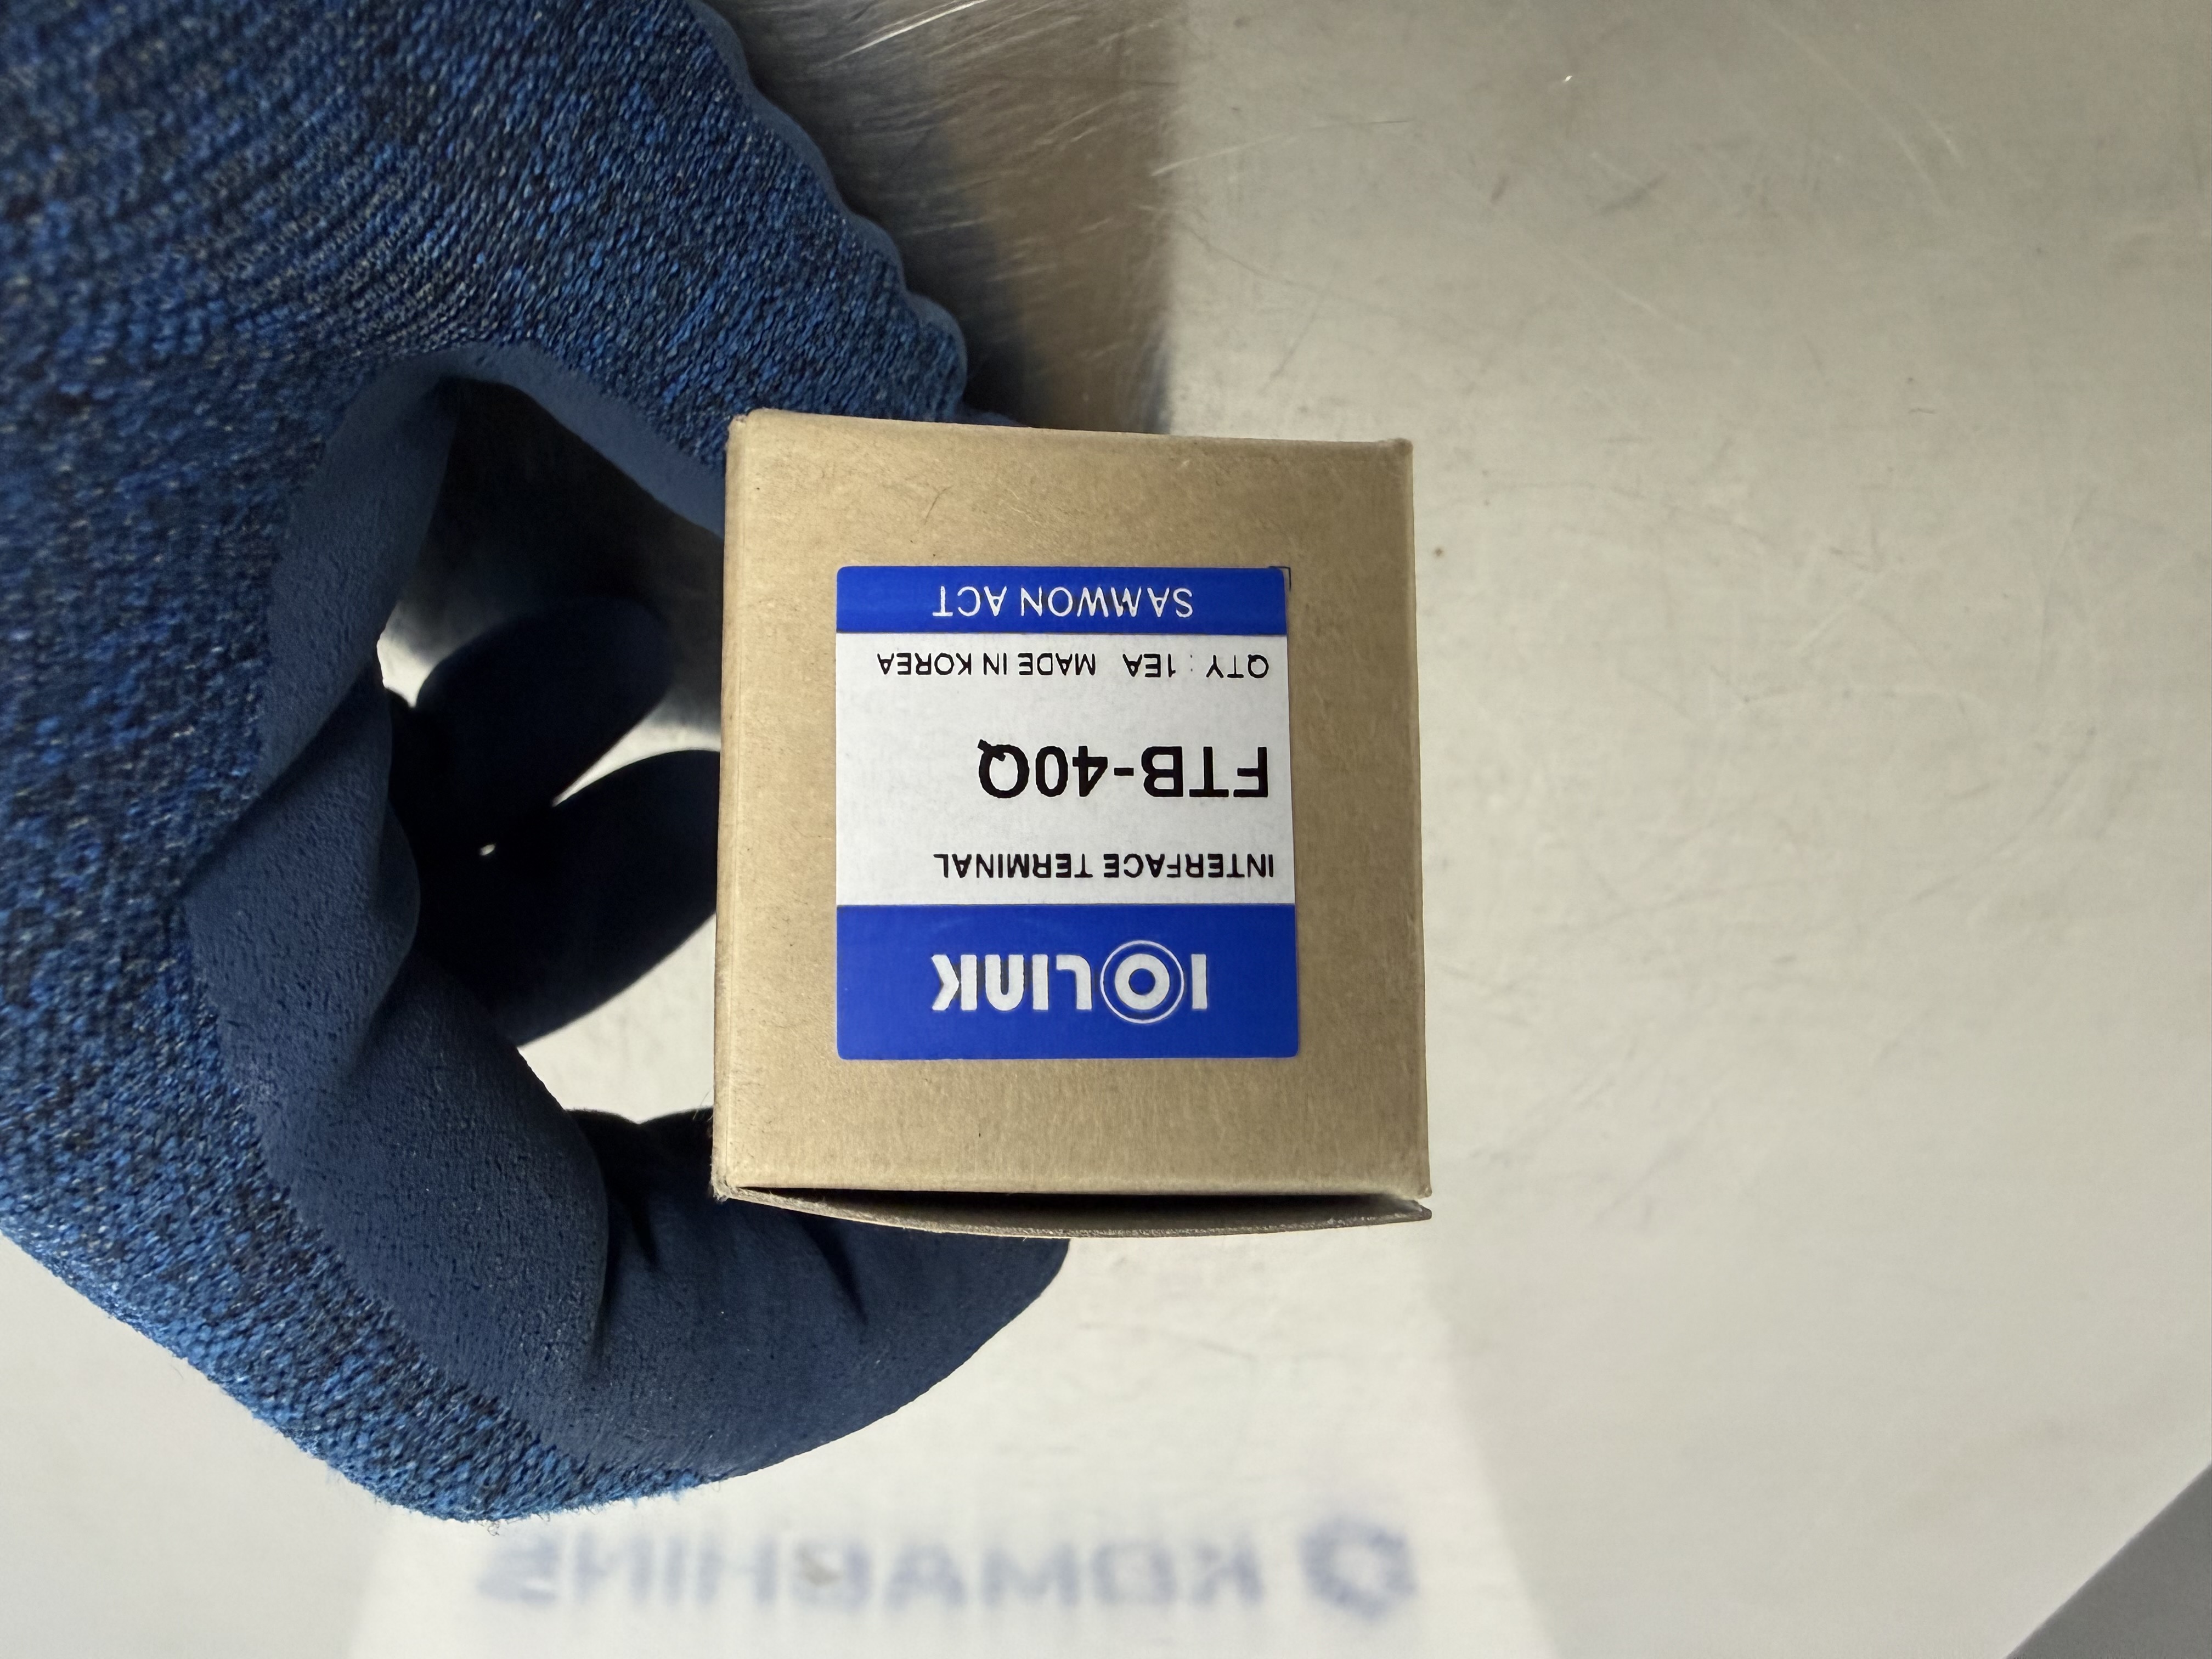 IOLINK
INTERFACE TERMINAL
FTB-40Q
QTY : 1EA MADE IN KOREA
SAMWON ACT